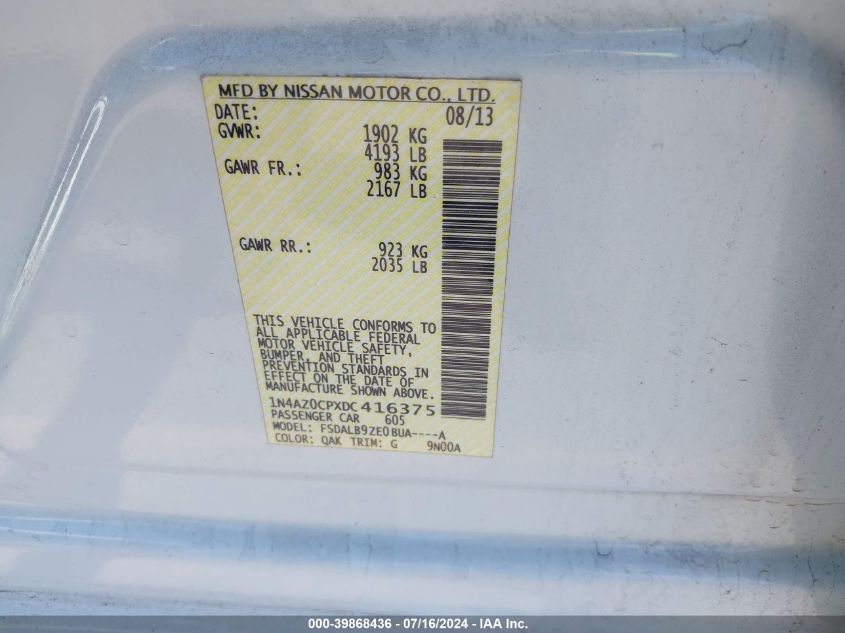 MFD BY NISSAN MOTOR CO., LTD.
DATE: 08/13
GVWR: 1902 KG
4193 LB
GAWR FR.: 983 KG
2167 LB
GAWR RR.: 923 KG
2035 LB
THIS VEHICLE CONFORMS TO
ALL APPLICABLE FEDERAL
MOTOR VEHICLE SAFETY,
BUMPER, AND THEFT
PREVENTION STANDARDS IN
EFFECT ON THE DATE OF
MANUFACTURE SHOWN ABOVE.
1N4AZ0CPXDC416375
PASSENGER CAR 605
MODEL: FSDALB9ZE0BUA----A
COLOR: QAK TRIM: G 9N00A
000-39868436 - 07/16/2024 - IAA Inc.